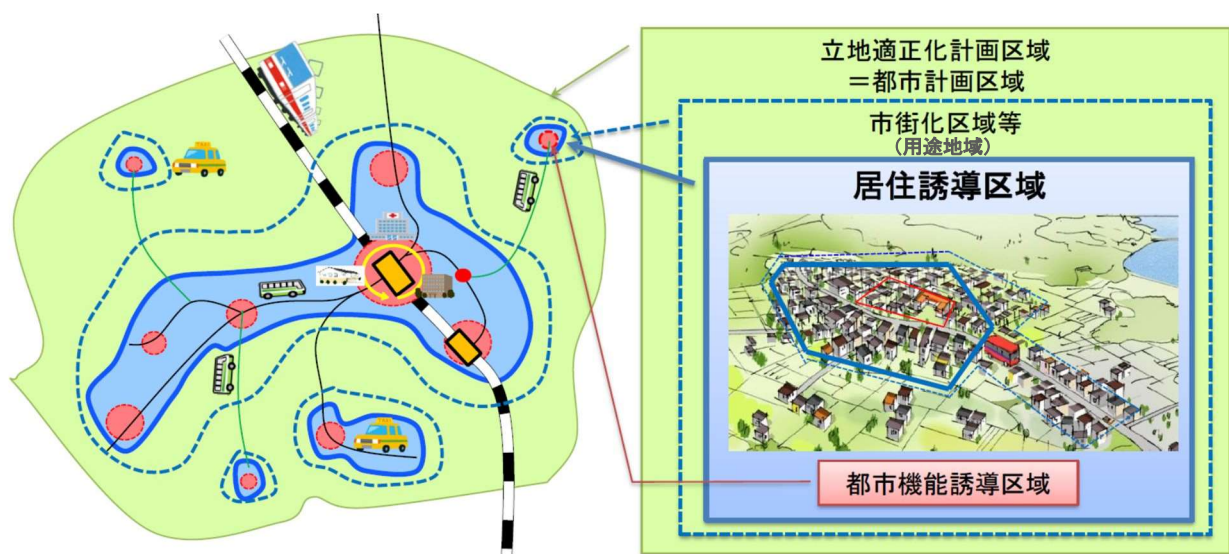 立地適正化計画区域
＝都市計画区域
市街化区域等
（用途地域）
居住誘導区域
都市機能誘導区域